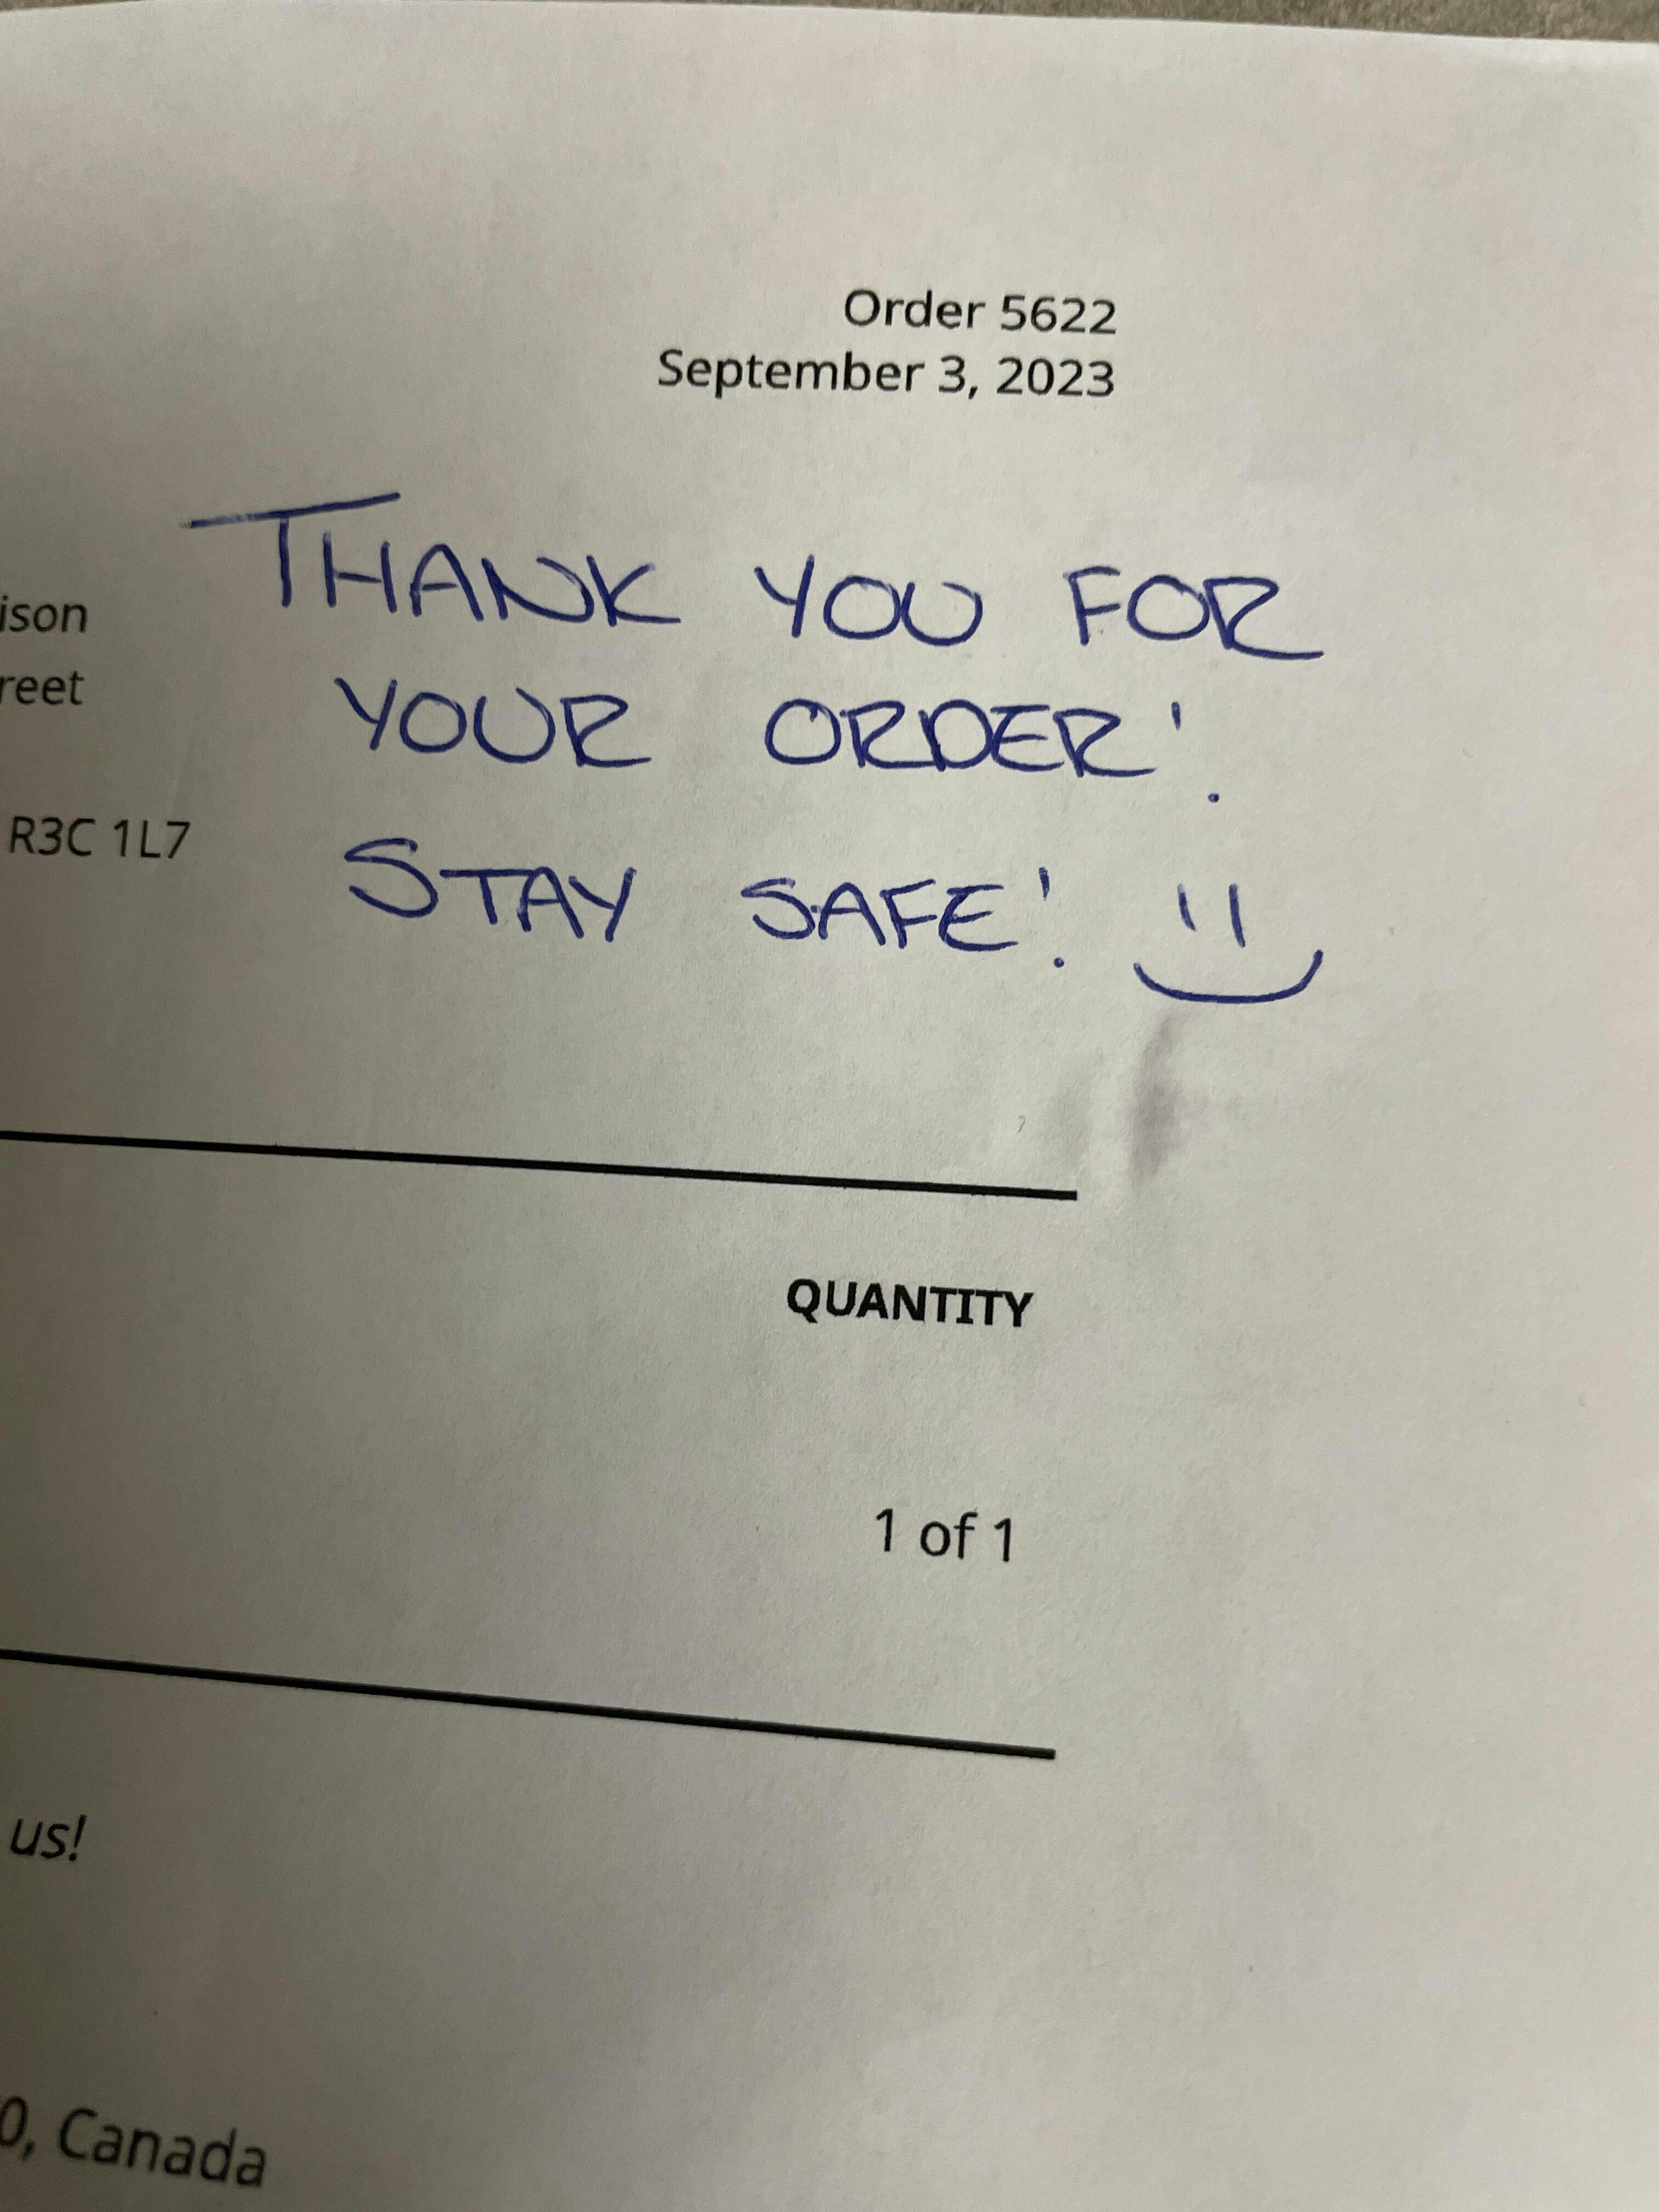 Order 5622
September 3, 2023
THANK YOU FOR
ison
YOUR ORDER!
reet
R3C 1L7
STAY SAFE! :)
QUANTITY
1 of 1
us!
0, Canada